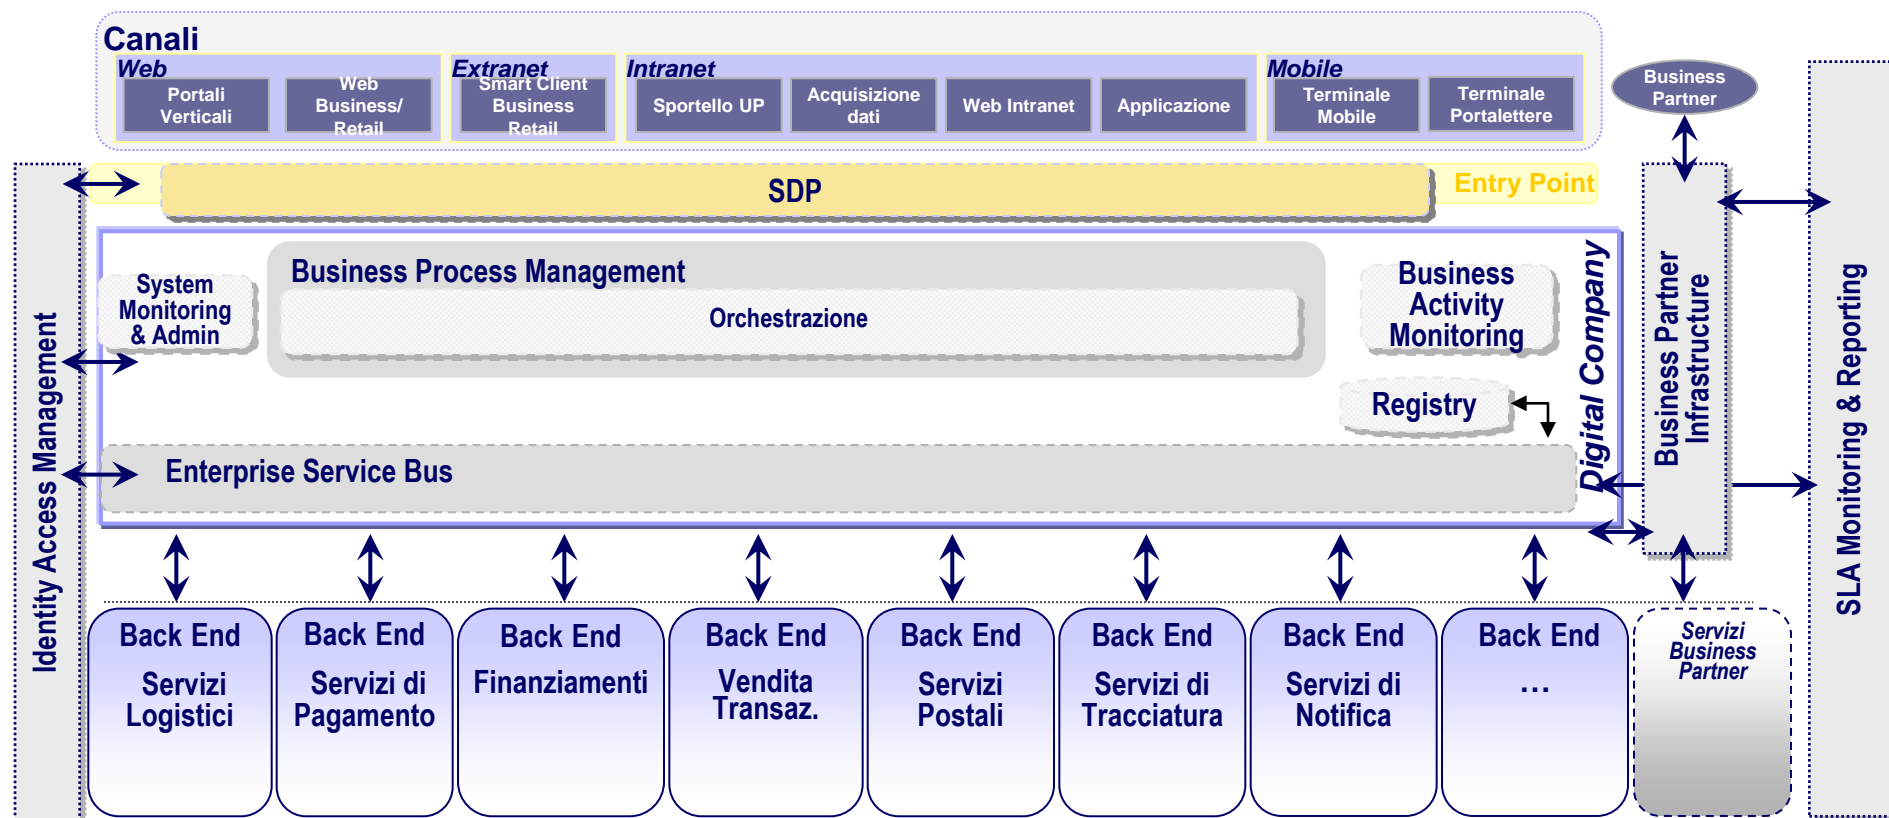 Canali
Web
Portali
Verticali
Web
Business/
Retail
Extranet
Smart Client
Business
Retail
Intranet
Sportello UP
Acquisizione
dati
Web Intranet
Applicazione
Mobile
Terminale
Mobile
Terminale
Portalettere
Business
Partner
SDP
Entry Point
Identity Access Management
System
Monitoring
& Admin
Business Process Management
Orchestrazione
Business
Activity
Monitoring
Registry
Enterprise Service Bus
Digital Company
Business Partner
Infrastructure
SLA Monitoring & Reporting
Back End
Servizi
Logistici
Back End
Servizi di
Pagamento
Back End
Finanziamenti
Back End
Vendita
Transaz.
Back End
Servizi
Postali
Back End
Servizi di
Tracciatura
Back End
Servizi di
Notifica
Back End
...
Servizi
Business
Partner